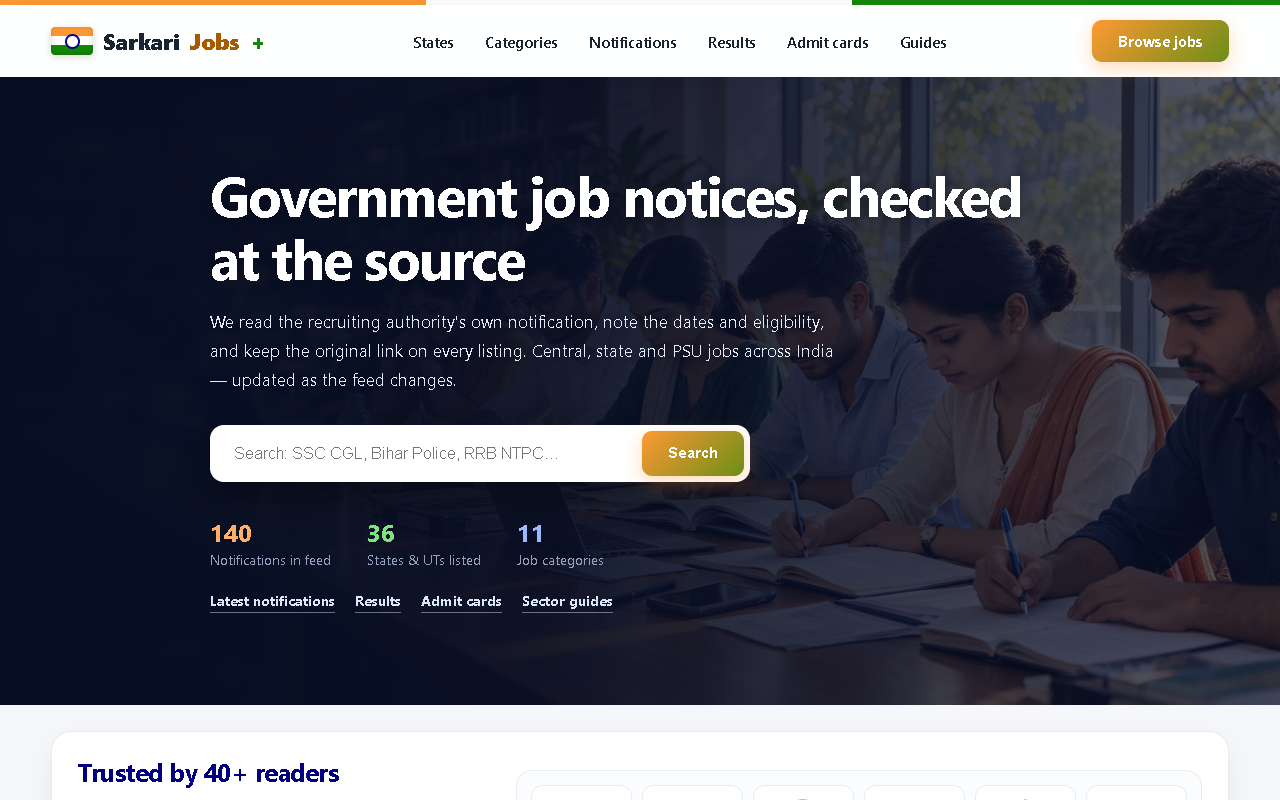 Sarkari Jobs +
States
Categories
Notifications
Results
Admit cards
Guides
Browse jobs
Government job notices, checked
at the source
We read the recruiting authority's own notification, note the dates and eligibility,
and keep the original link on every listing. Central, state and PSU jobs across India
— updated as the feed changes.
Search: SSC CGL, Bihar Police, RRB NTPC...
Search
140
Notifications in feed
36
States & UTs listed
11
Job categories
Latest notifications
Results
Admit cards
Sector guides
Trusted by 40+ readers